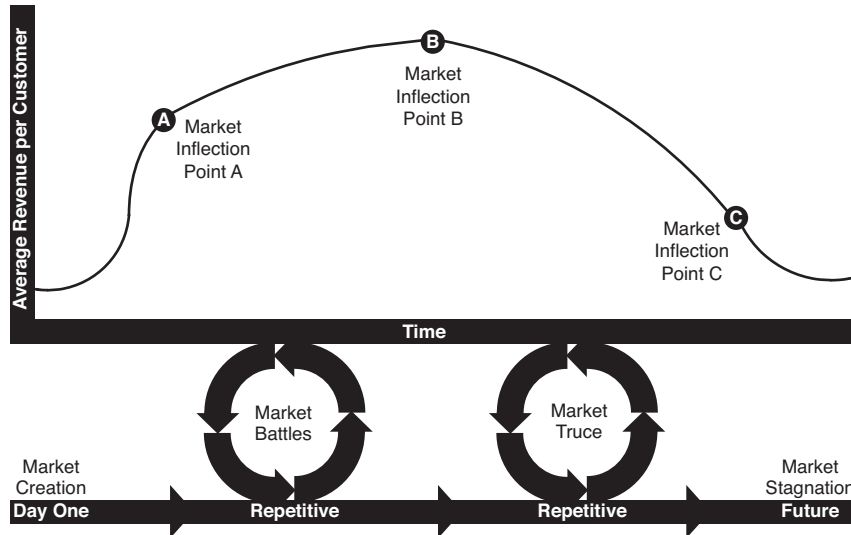 Average Revenue per Customer
A
Market
Inflection
Point A
B
Market
Inflection
Point B
C
Market
Inflection
Point C
Time
Market
Battles
Market
Truce
Market
Creation
Market
Stagnation
Day One
Repetitive
Repetitive
Future